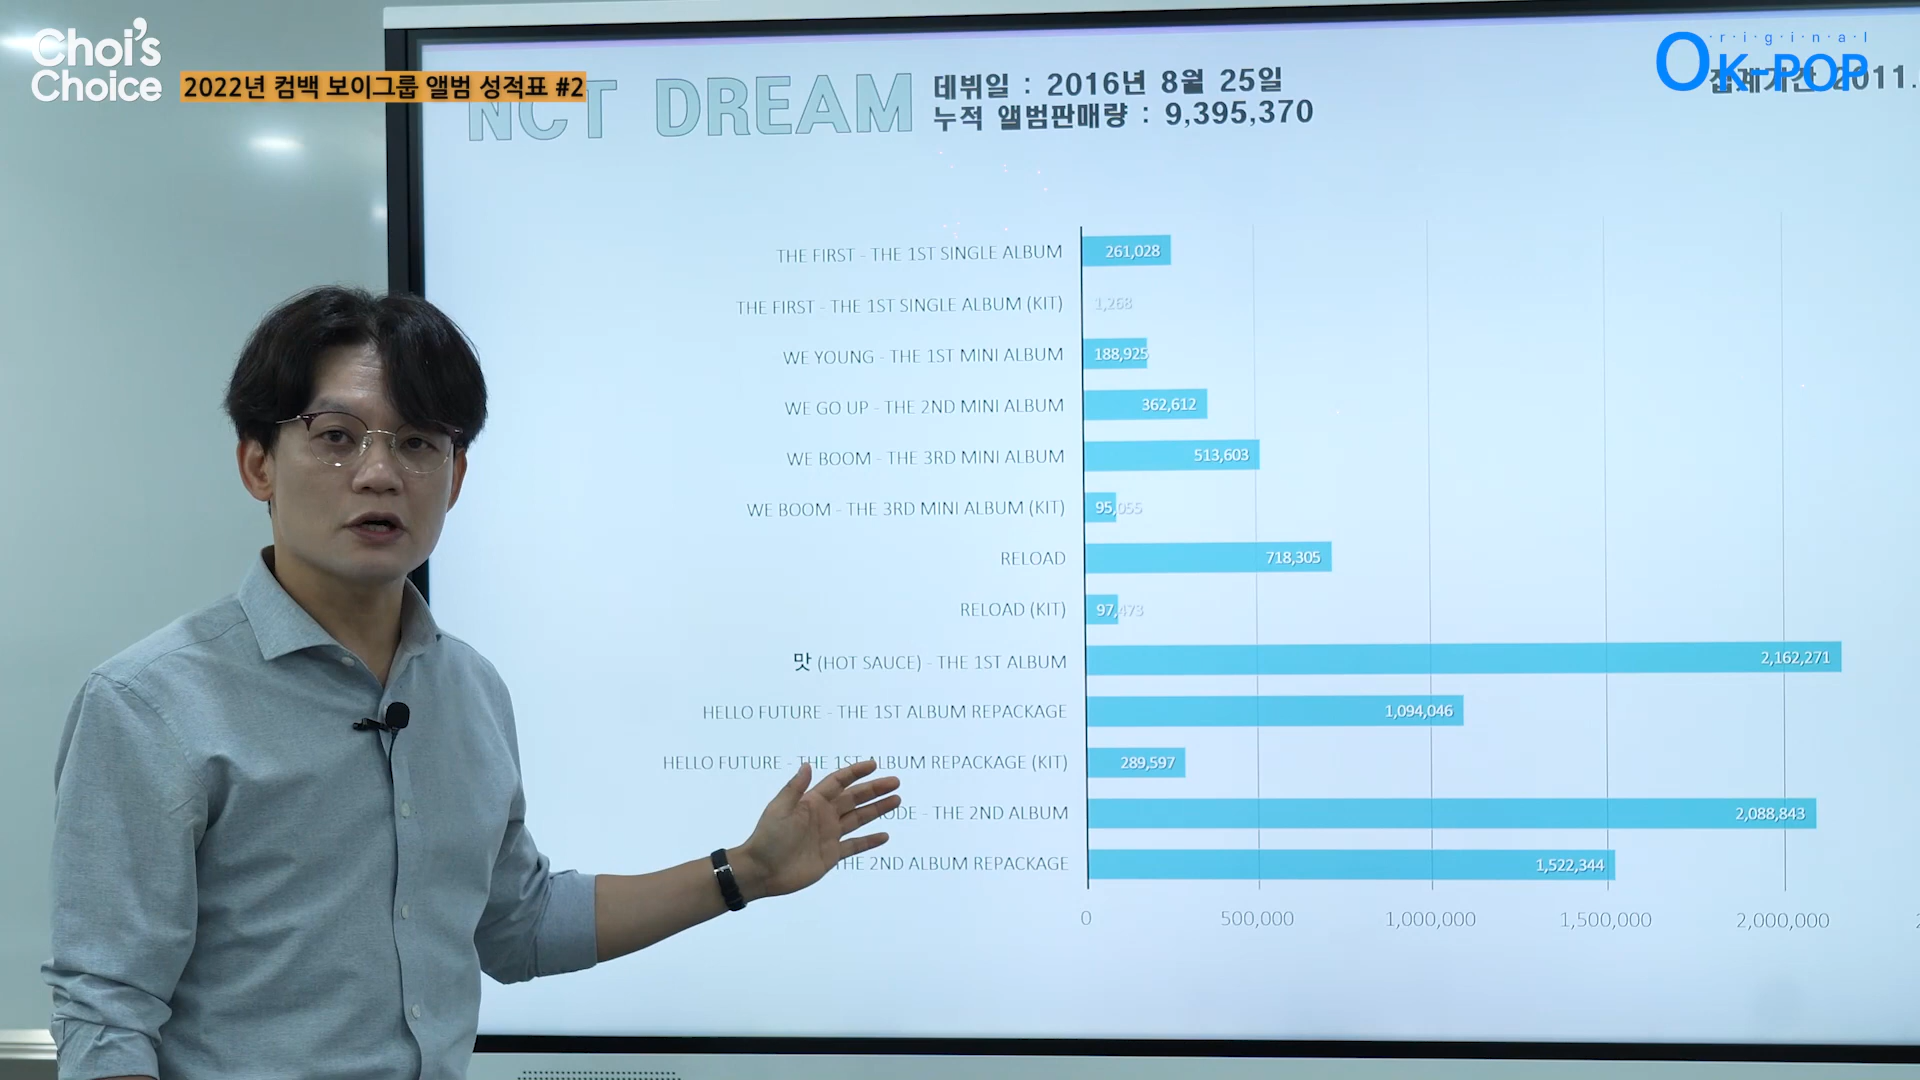 Choi's
Choice
2022년 컴백 보이그룹 앨범 성적표 #2
Original
K-POP
NCT DREAM
데뷔일 : 2016년 8월 25일
누적 앨범판매량 : 9,395,370
집계기간 2011.
THE FIRST - THE 1ST SINGLE ALBUM 261,028
THE FIRST - THE 1ST SINGLE ALBUM (KIT) 1,268
WE YOUNG - THE 1ST MINI ALBUM 188,925
WE GO UP - THE 2ND MINI ALBUM 362,612
WE BOOM - THE 3RD MINI ALBUM 513,603
WE BOOM - THE 3RD MINI ALBUM (KIT) 95,055
RELOAD 718,305
RELOAD (KIT) 97,473
맛 (HOT SAUCE) - THE 1ST ALBUM 2,162,271
HELLO FUTURE - THE 1ST ALBUM REPACKAGE 1,094,046
HELLO FUTURE - THE 1ST ALBUM REPACKAGE (KIT) 289,597
ODE - THE 2ND ALBUM 2,088,843
THE 2ND ALBUM REPACKAGE 1,522,344
0 500,000 1,000,000 1,500,000 2,000,000